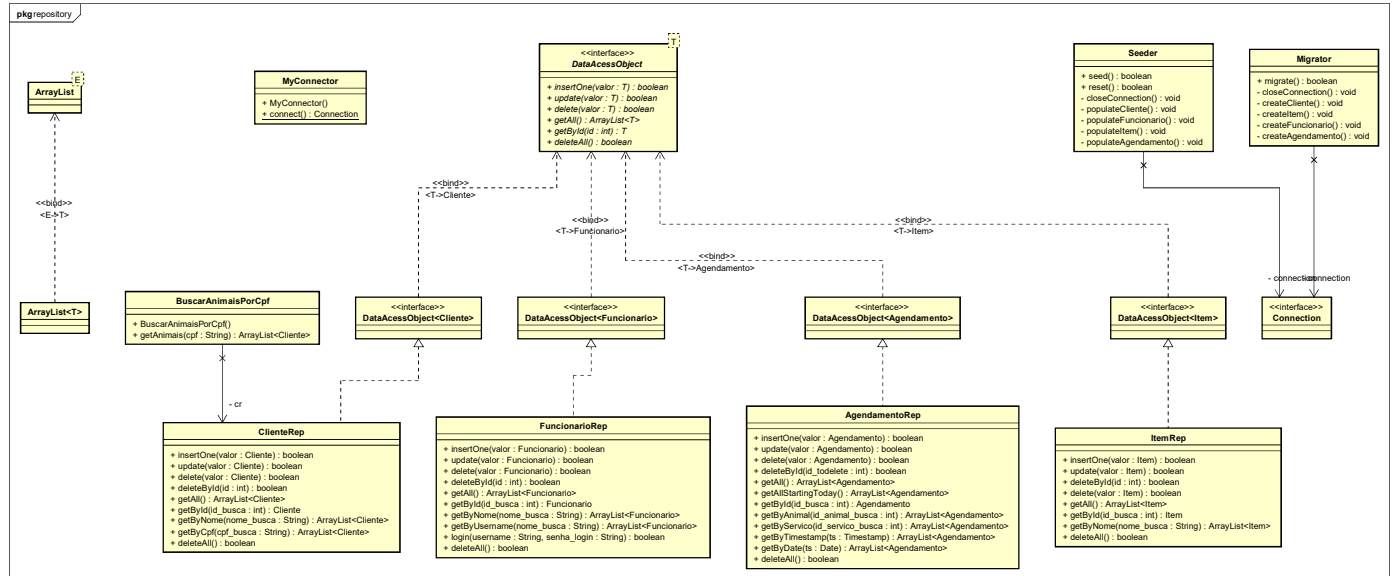 pkg repository
E
ArrayList
<<bind>>
<E->T>
ArrayList<T>
MyConnector
+ MyConnector()
+ connect() : Connection
T
<<interface>>
DataAcessObject
+ insertOne(valor : T) : boolean
+ update(valor : T) : boolean
+ delete(valor : T) : boolean
+ getAll() : ArrayList<T>
+ getById(id : int) : T
+ deleteAll() : boolean
Seeder
+ seed() : boolean
+ reset() : boolean
- closeConnection() : void
- populateCliente() : void
- populateFuncionario() : void
- populateItem() : void
- populateAgendamento() : void
Migrator
+ migrate() : boolean
- closeConnection() : void
- createCliente() : void
- createItem() : void
- createFuncionario() : void
- createAgendamento() : void
<<bind>>
<T->Cliente>
<<bind>>
<T->Funcionario>
<<bind>>
<T->Agendamento>
<<bind>>
<T->Item>
- connection
- connection
BuscarAnimaisPorCpf
+ BuscarAnimaisPorCpf()
+ getAnimais(cpf : String) : ArrayList<Cliente>
- cr
<<interface>>
DataAcessObject<Cliente>
<<interface>>
DataAcessObject<Funcionario>
<<interface>>
DataAcessObject<Agendamento>
<<interface>>
DataAcessObject<Item>
<<interface>>
Connection
ClienteRep
+ insertOne(valor : Cliente) : boolean
+ update(valor : Cliente) : boolean
+ delete(valor : Cliente) : boolean
+ deleteById(id : int) : boolean
+ getAll() : ArrayList<Cliente>
+ getById(id_busca : int) : Cliente
+ getByNome(nome_busca : String) : ArrayList<Cliente>
+ getByCpf(cpf_busca : String) : ArrayList<Cliente>
+ deleteAll() : boolean
FuncionarioRep
+ insertOne(valor : Funcionario) : boolean
+ update(valor : Funcionario) : boolean
+ delete(valor : Funcionario) : boolean
+ deleteById(id : int) : boolean
+ getAll() : ArrayList<Funcionario>
+ getById(id_busca : int) : Funcionario
+ getByNome(nome_busca : String) : ArrayList<Funcionario>
+ getByUsername(nome_busca : String) : ArrayList<Funcionario>
+ login(username : String, senha_login : String) : boolean
+ deleteAll() : boolean
AgendamentoRep
+ insertOne(valor : Agendamento) : boolean
+ update(valor : Agendamento) : boolean
+ delete(valor : Agendamento) : boolean
+ deleteById(id_todelete : int) : boolean
+ getAll() : ArrayList<Agendamento>
+ getAllStartingToday() : ArrayList<Agendamento>
+ getById(id_busca : int) : Agendamento
+ getByAnimal(id_animal_busca : int) : ArrayList<Agendamento>
+ getByServico(id_servico_busca : int) : ArrayList<Agendamento>
+ getByTimestamp(ts : Timestamp) : ArrayList<Agendamento>
+ getByDate(ts : Date) : ArrayList<Agendamento>
+ deleteAll() : boolean
ItemRep
+ insertOne(valor : Item) : boolean
+ update(valor : Item) : boolean
+ deleteById(id : int) : boolean
+ delete(valor : Item) : boolean
+ getAll() : ArrayList<Item>
+ getById(id_busca : int) : Item
+ getByNome(nome_busca : String) : ArrayList<Item>
+ deleteAll() : boolean